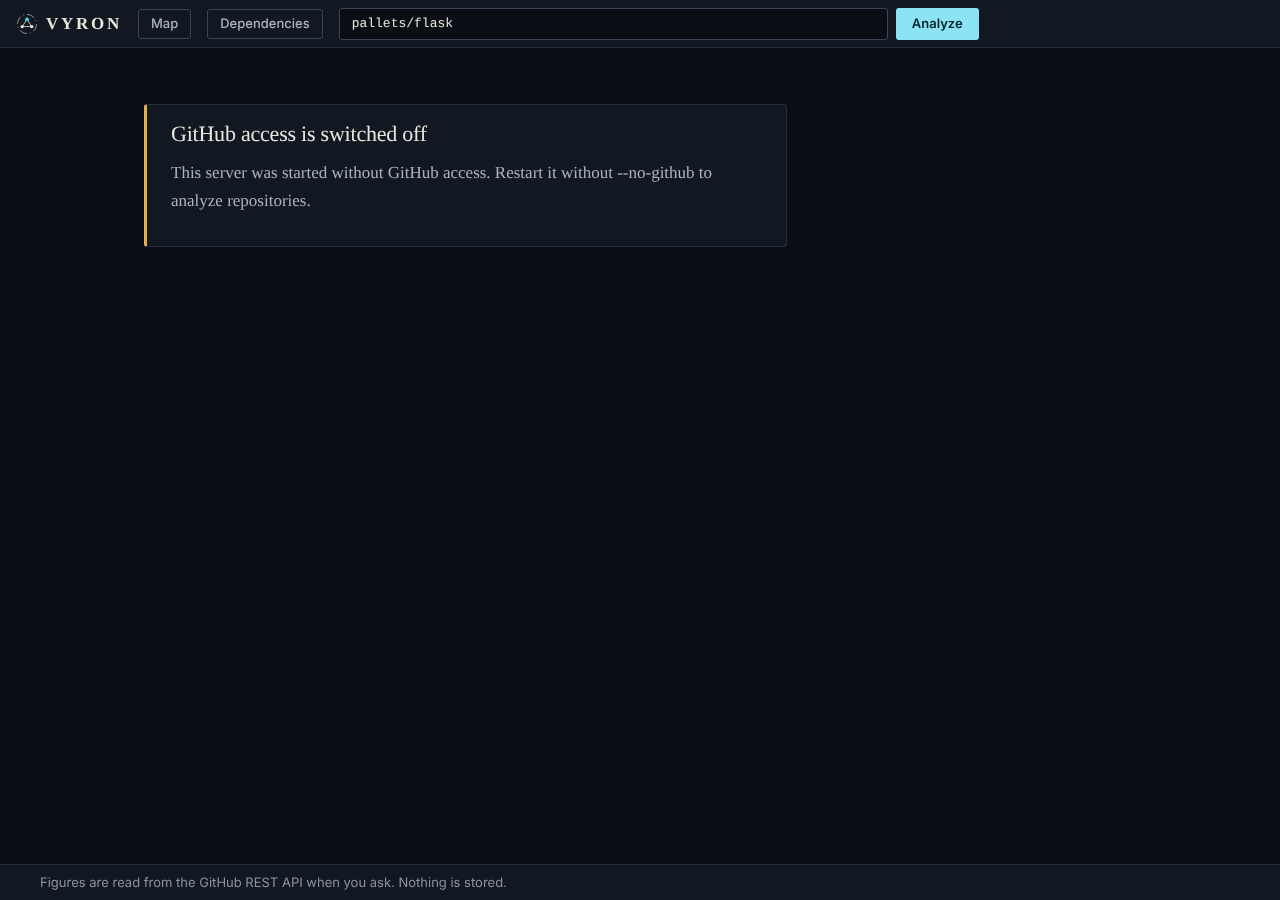 VYRON
Map
Dependencies
pallets/flask
Analyze
GitHub access is switched off
This server was started without GitHub access. Restart it without --no-github to
analyze repositories.
Figures are read from the GitHub REST API when you ask. Nothing is stored.